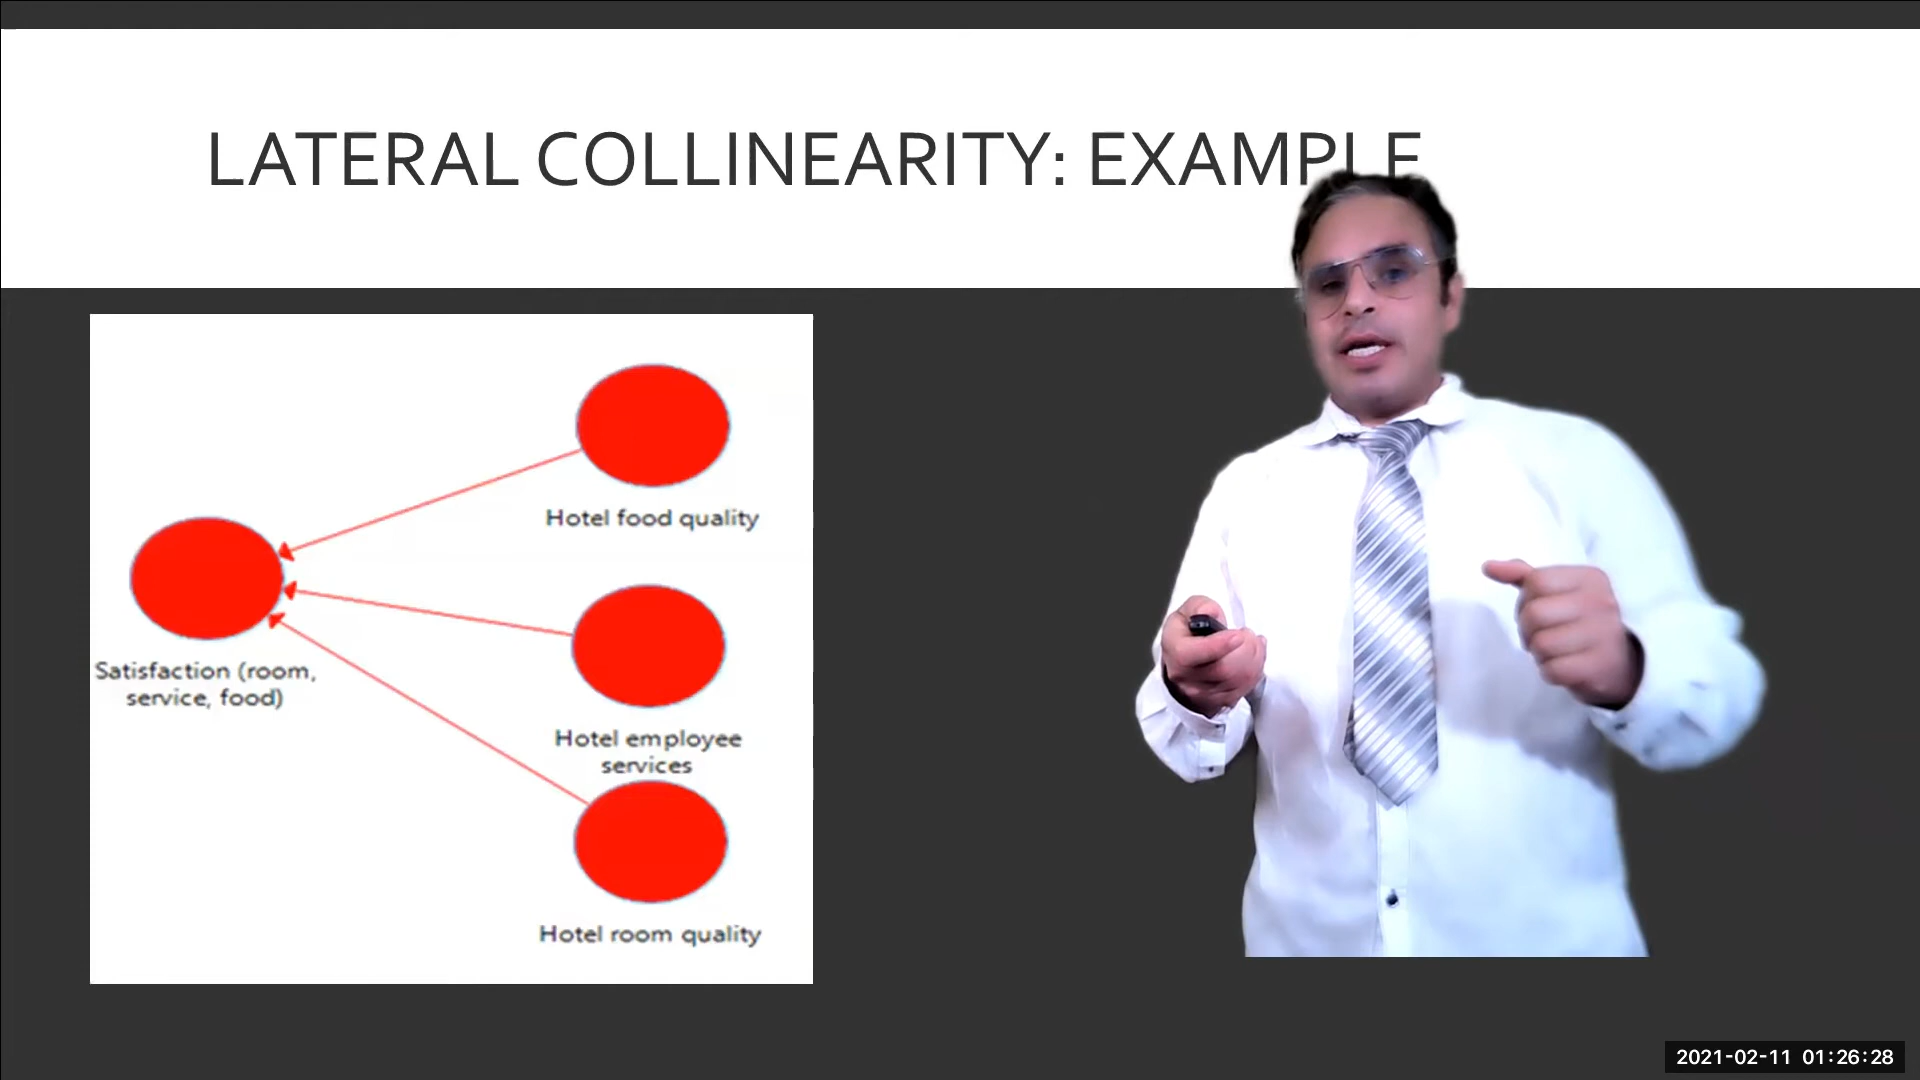 LATERAL COLLINEARITY: EXAMPLE
Hotel food quality
Satisfaction (room,
service, food)
Hotel employee
services
Hotel room quality
2021-02-11 01:26:28